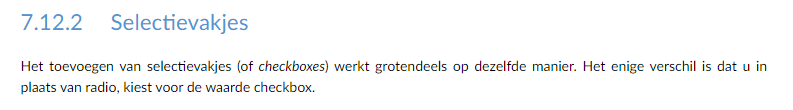 7.12.2 Selectievakjes
Het toevoegen van selectievakjes (of checkboxes) werkt grotendeels op dezelfde manier. Het enige verschil is dat u in
plaats van radio, kiest voor de waarde checkbox.